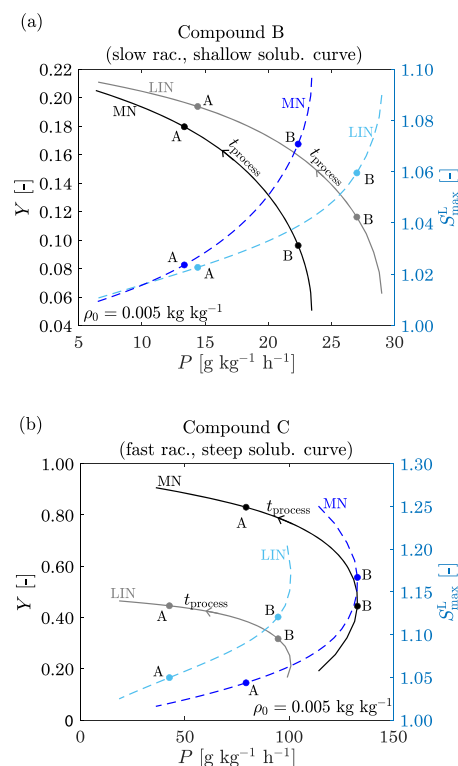 (a)
Compound B
(slow rac., shallow solub. curve)
0.22 0.20 0.18 0.16 0.14 0.12 0.10 0.08 0.06 0.04
Y [-]
1.10 1.08 1.06 1.04 1.02 1.00
S^L_max [-]
LIN
MN
A
A
MN
LIN
t_process
t_process
B
B
B
B
A
A
ρ₀ = 0.005 kg kg⁻¹
5 10 15 20 25 30
P [g kg⁻¹ h⁻¹]
(b)
Compound C
(fast rac., steep solub. curve)
1.00 0.80 0.60 0.40 0.20 0
Y [-]
1.30 1.25 1.20 1.15 1.10 1.05 1.00
S^L_max [-]
MN
t_process
MN
A
LIN
LIN
t_process
A
B
B
B
B
A
A
ρ₀ = 0.005 kg kg⁻¹
0 50 100 150
P [g kg⁻¹ h⁻¹]